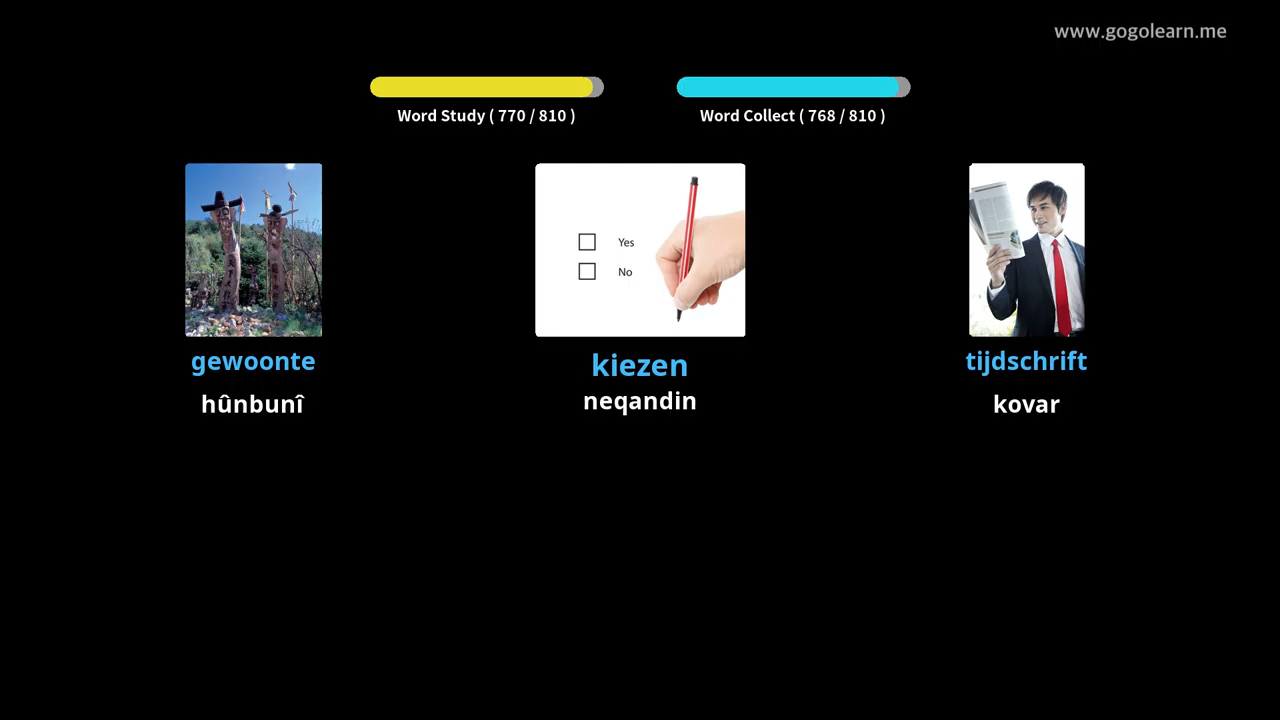 www.gogolearn.me
Word Study ( 770 / 810 )
Word Collect ( 768 / 810 )
Yes
No
gewoonte
kiezen
tijdschrift
hûnbunî
neqandin
kovar